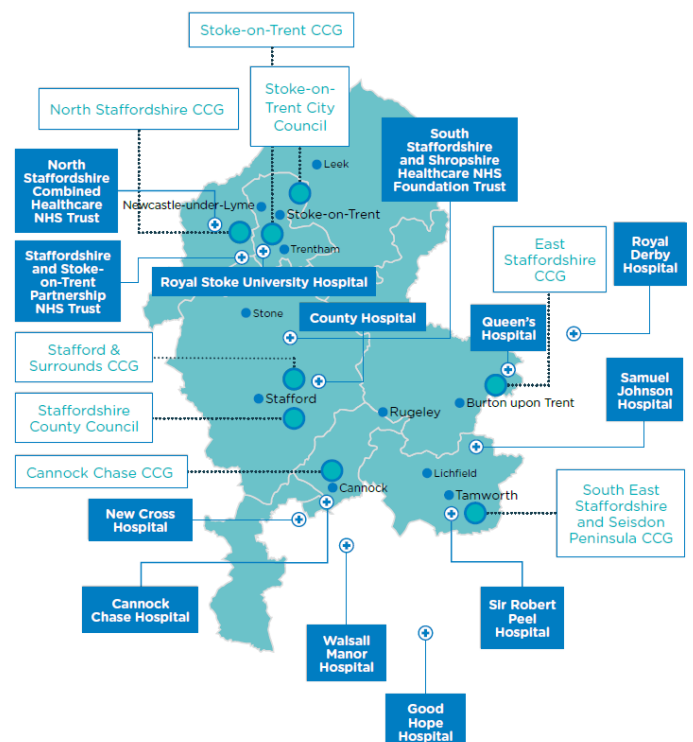 Stoke-on-Trent CCG
North Staffordshire CCG
Stoke-on-
Trent City
Council
South
Staffordshire
and Shropshire
Healthcare NHS
Foundation Trust
North
Staffordshire
Combined
Healthcare
NHS Trust
Leek
Newcastle-under-Lyme
Stoke-on-Trent
Trentham
Staffordshire
and Stoke-
on-Trent
Partnership
NHS Trust
Royal Stoke University Hospital
East
Staffordshire
CCG
Royal
Derby
Hospital
Stone
County Hospital
Queen's
Hospital
Stafford &
Surrounds CCG
Samuel
Johnson
Hospital
Stafford
Rugeley
Burton upon Trent
Staffordshire
County Council
Cannock Chase CCG
Cannock
Lichfield
Tamworth
South East
Staffordshire
and Seisdon
Peninsula CCG
New Cross
Hospital
Cannock
Chase Hospital
Walsall
Manor
Hospital
Sir Robert
Peel
Hospital
Good
Hope
Hospital